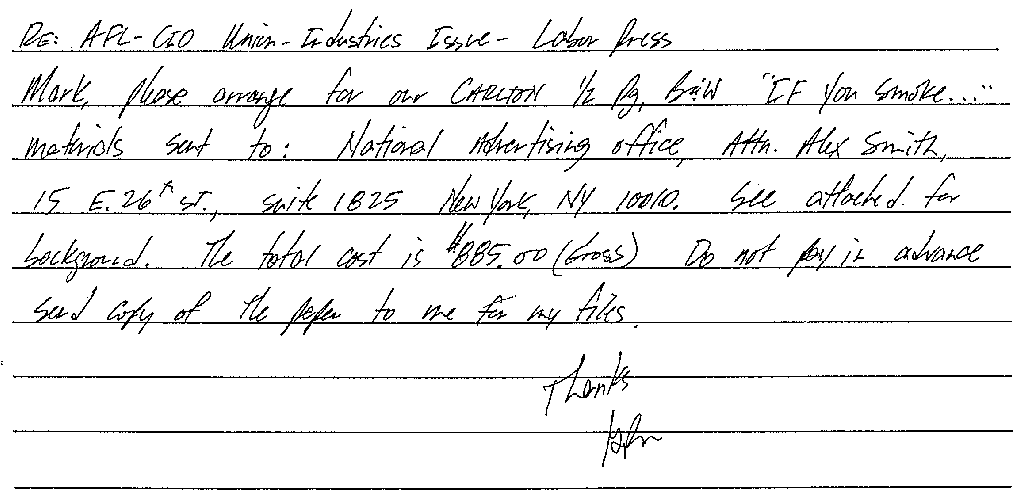 RE: AFL-CIO Union-Industries Issue - Labor Press
Mark, please arrange for our CARLTON 1/2 Pg, B&W "IF you smoke..."
materials sent to: National Advertising office, Attn. Alex Smith,
15 E. 26th ST., suite 1825 New York, NY 10010. See attached for
background. The total cost is $885.00 (Gross) Do not pay in advance
send copy of the paper to me for my files.
Thanks